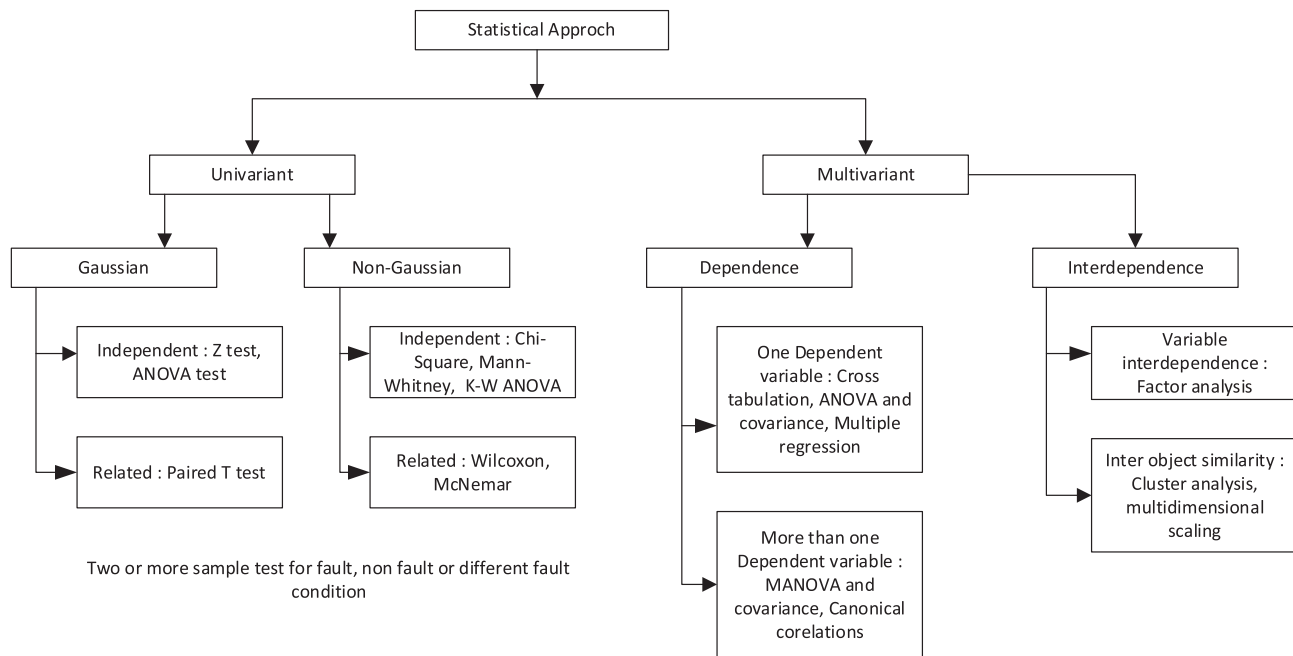 Statistical Approch
Univariant
Multivariant
Gaussian
Non-Gaussian
Dependence
Interdependence
Independent : Z test,
ANOVA test
Related : Paired T test
Independent : Chi-
Square, Mann-
Whitney,  K-W ANOVA
Related : Wilcoxon,
McNemar
Two or more sample test for fault, non fault or different fault
condition
One Dependent
variable : Cross
tabulation, ANOVA and
covariance, Multiple
regression
More than one
Dependent variable :
MANOVA and
covariance, Canonical
corelations
Variable
interdependence :
Factor analysis
Inter object similarity :
Cluster analysis,
multidimensional
scaling